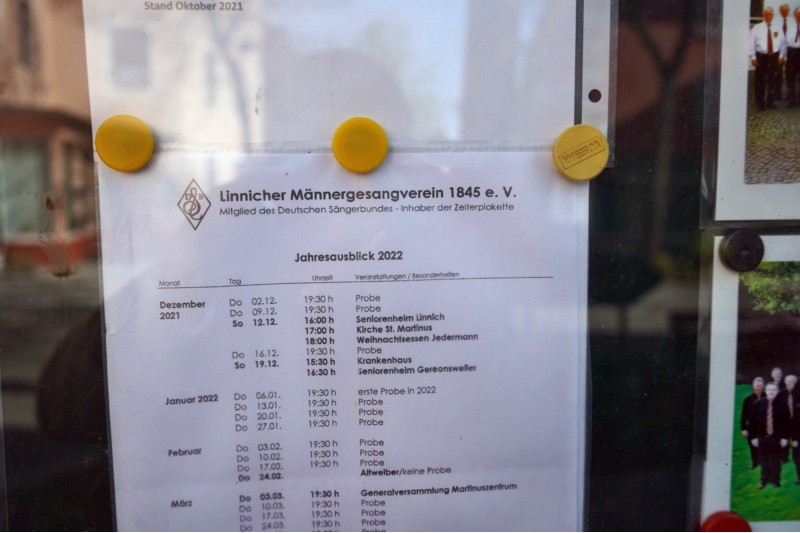 Stand Oktober 2021
Linnicher Männergesangverein 1845 e. V.
Mitglied des Deutschen Sängerbundes - Inhaber der Zelterplakette
Jahresausblick 2022
Monat Tag Uhrzeit Veranstaltungen / Besonderheiten
Dezember Do 02.12. 19:30 h Probe
2021 Do 09.12. 19:30 h Probe
So 12.12. 16:00 h Seniorenheim Linnich
17:00 h Kirche St. Martinus
18:00 h Weihnachtsessen Jedermann
Do 16.12. 19:30 h Probe
So 19.12. 15:30 h Krankenhaus
16:30 h Seniorenheim Gereonsweiler
Januar 2022 Do 06.01. 19:30 h erste Probe in 2022
Do 13.01. 19:30 h Probe
Do 20.01. 19:30 h Probe
Do 27.01. 19:30 h Probe
Februar Do 03.02. 19:30 h Probe
Do 10.02. 19:30 h Probe
Do 17.02. 19:30 h Probe
Do 24.02. Altweiber/keine Probe
März Do 03.03. 19:30 h Generalversammlung Martinuszentrum
Do 10.03. 19:30 h Probe
Do 17.03. 19:30 h Probe
Do 24.03. 19:30 h Probe